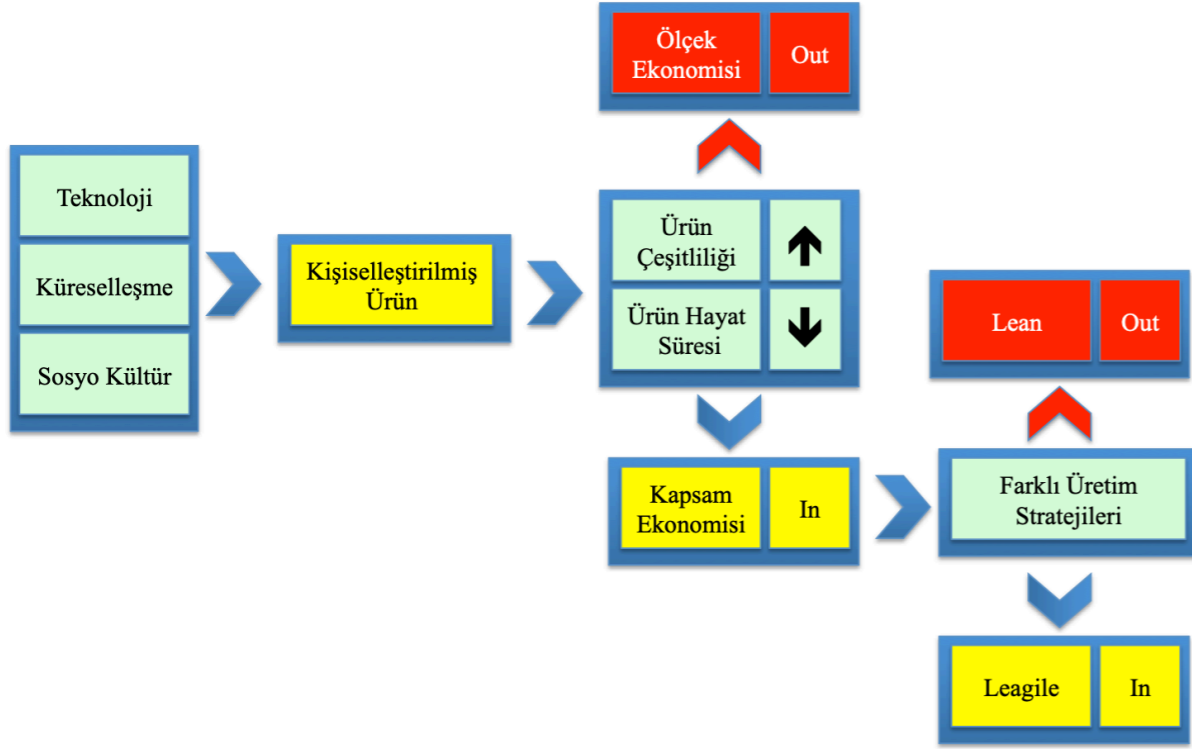 Teknoloji
Küreselleşme
Sosyo Kültür
Kişiselleştirilmiş
Ürün
Ölçek
Ekonomisi
Out
Ürün
Çeşitliliği
Ürün Hayat
Süresi
Kapsam
Ekonomisi
In
Lean
Out
Farklı Üretim
Stratejileri
Leagile
In